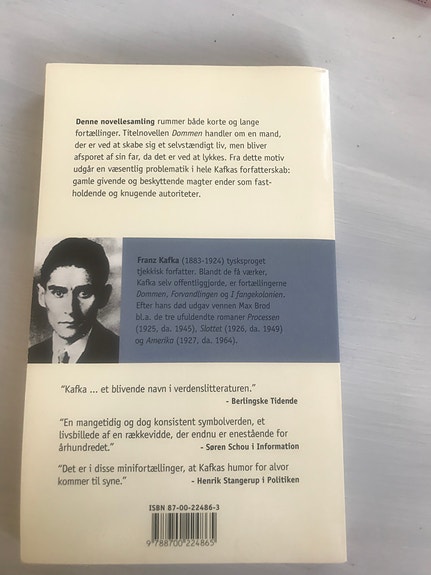 Denne novellesamling rummer både korte og lange
fortællinger. Titelnovellen Dommen handler om en mand,
der er ved at skabe sig et selvstændigt liv, men bliver
afsporet af sin far, da det er ved at lykkes. Fra dette motiv
udgår en væsentlig problematik i hele Kafkas forfatterskab:
gamle givende og beskyttende magter ender som fast-
holdende og knugende autoriteter.
Franz Kafka (1883-1924) tysksproget
tjekkisk forfatter. Blandt de få værker,
Kafka selv offentliggjorde, er fortællingerne
Dommen, Forvandlingen og I fangekolonien.
Efter hans død udgav vennen Max Brod
bl.a. de tre ufuldendte romaner Processen
(1925, da. 1945), Slottet (1926, da. 1949)
og Amerika (1927, da. 1964).
"Kafka ... et blivende navn i verdenslitteraturen."
- Berlingske Tidende
"En mangetidig og dog konsistent symbolverden, et
livsbillede af en rækkevidde, der endnu er enestående for
århundredet." - Søren Schou i Information
"Det er i disse minifortællinger, at Kafkas humor for alvor
kommer til syne." - Henrik Stangerup i Politiken
ISBN 87-00-22486-3
9 788700 224865